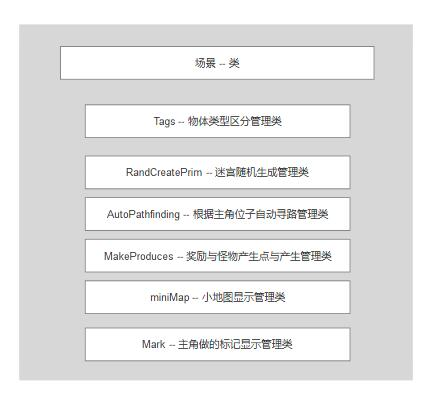 场景 -- 类
Tags -- 物体类型区分管理类
RandCreatePrim -- 迷宫随机生成管理类
AutoPathfinding -- 根据主角位子自动寻路管理类
MakeProduces -- 奖励与怪物产生点与产生管理类
miniMap -- 小地图显示管理类
Mark -- 主角做的标记显示管理类